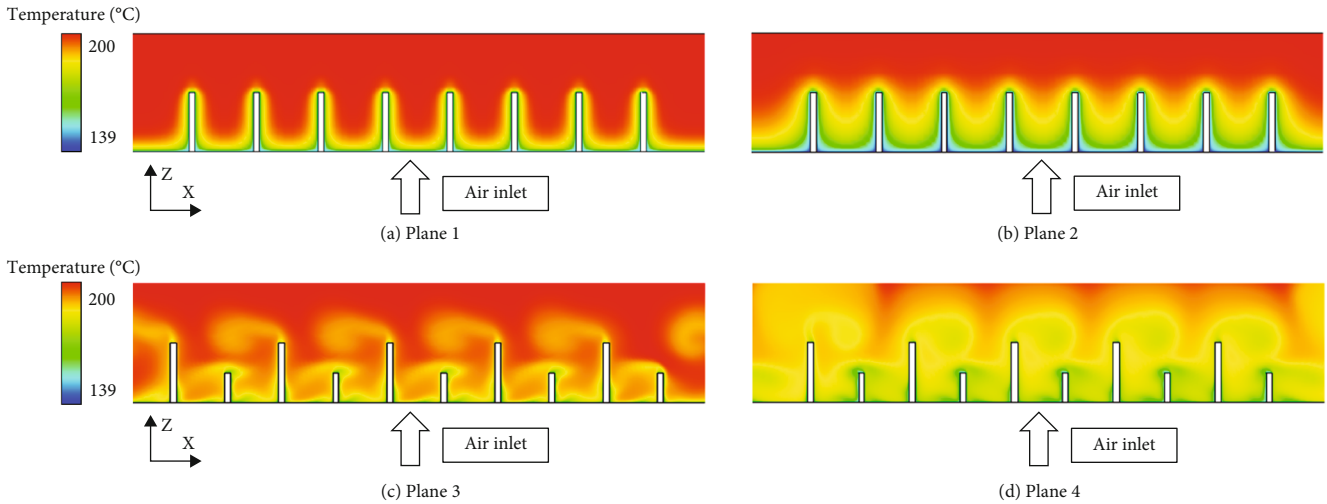 Temperature (°C)
200
139
Z
X
Air inlet
(a) Plane 1
Air inlet
(b) Plane 2
Temperature (°C)
200
139
Z
X
Air inlet
(c) Plane 3
Air inlet
(d) Plane 4